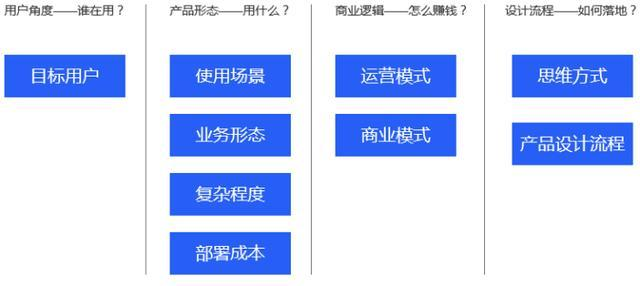 用户角度——谁在用？
目标用户
产品形态——用什么？
使用场景
业务形态
复杂程度
部署成本
商业逻辑——怎么赚钱？
运营模式
商业模式
设计流程——如何落地？
思维方式
产品设计流程